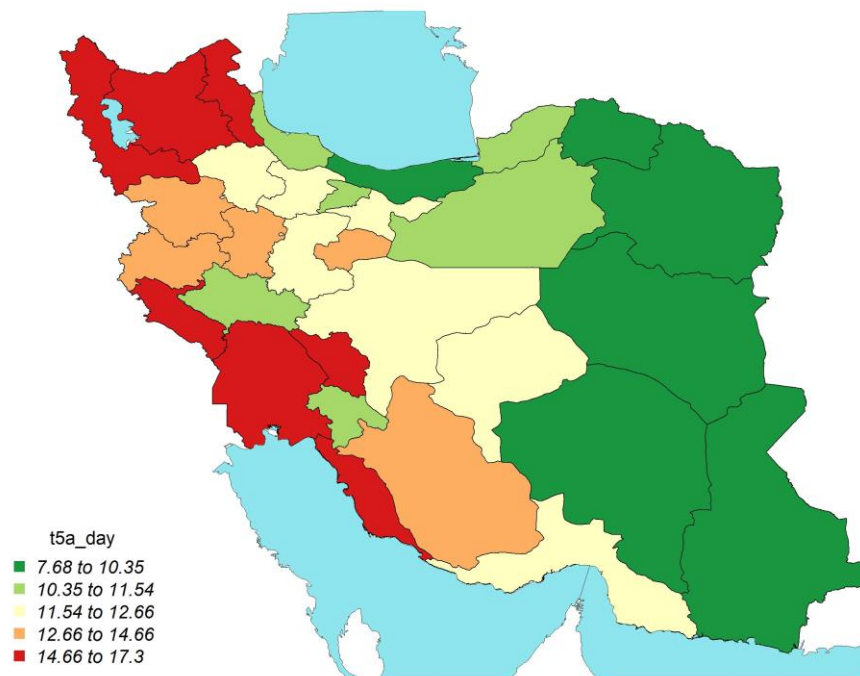 t5a_day
7.68 to 10.35
10.35 to 11.54
11.54 to 12.66
12.66 to 14.66
14.66 to 17.3